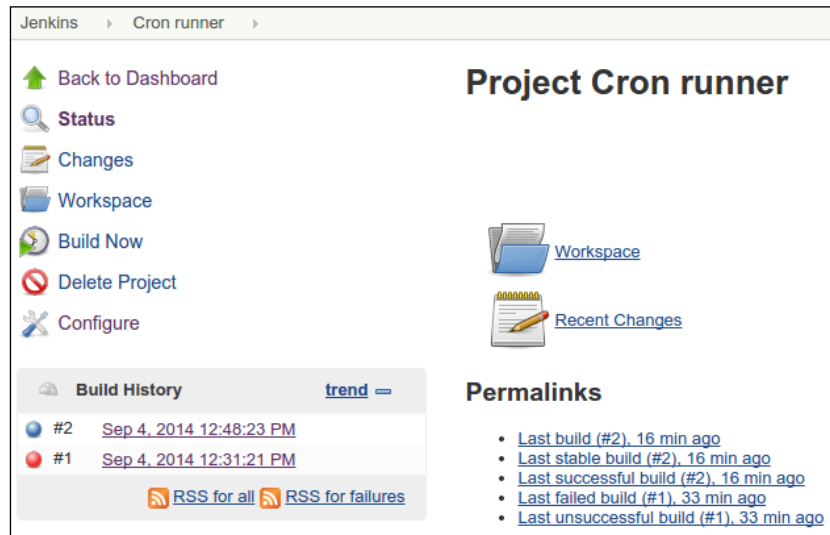 Jenkins Cron runner
Back to Dashboard
Status
Changes
Workspace
Build Now
Delete Project
Configure
Build History trend
#2 Sep 4, 2014 12:48:23 PM
#1 Sep 4, 2014 12:31:21 PM
RSS for all RSS for failures
Project Cron runner
Workspace
Recent Changes
Permalinks
Last build (#2), 16 min ago
Last stable build (#2), 16 min ago
Last successful build (#2), 16 min ago
Last failed build (#1), 33 min ago
Last unsuccessful build (#1), 33 min ago